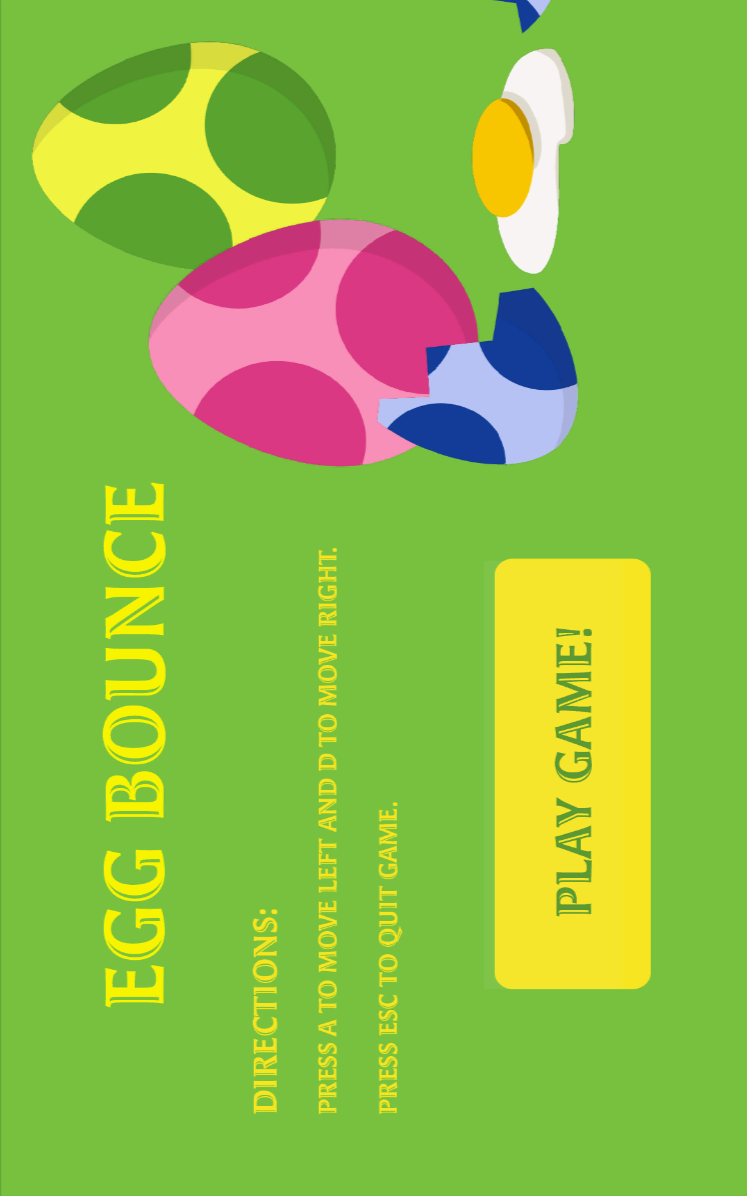 EGG BOUNCE
DIRECTIONS:
PRESS A TO MOVE LEFT AND D TO MOVE RIGHT.
PRESS ESC TO QUIT GAME.
PLAY GAME!